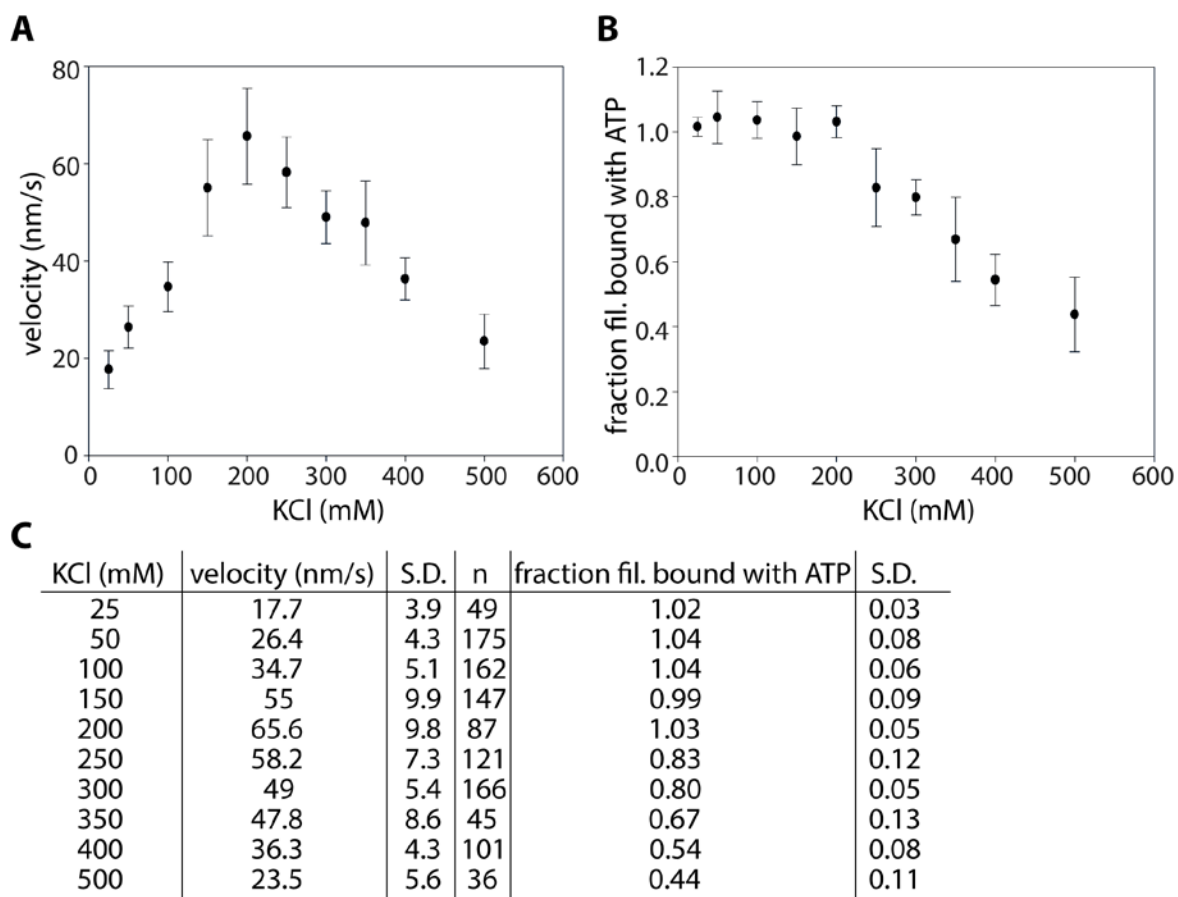 A
B
80
60
40
20
0
velocity (nm/s)
0 100 200 300 400 500 600
KCl (mM)
1.2
1.0
0.8
0.6
0.4
0.2
0.0
fraction fil. bound with ATP
0 100 200 300 400 500 600
KCl (mM)
C
KCl (mM) velocity (nm/s) S.D. n fraction fil. bound with ATP S.D.
25 17.7 3.9 49 1.02 0.03
50 26.4 4.3 175 1.04 0.08
100 34.7 5.1 162 1.04 0.06
150 55 9.9 147 0.99 0.09
200 65.6 9.8 87 1.03 0.05
250 58.2 7.3 121 0.83 0.12
300 49 5.4 166 0.80 0.05
350 47.8 8.6 45 0.67 0.13
400 36.3 4.3 101 0.54 0.08
500 23.5 5.6 36 0.44 0.11